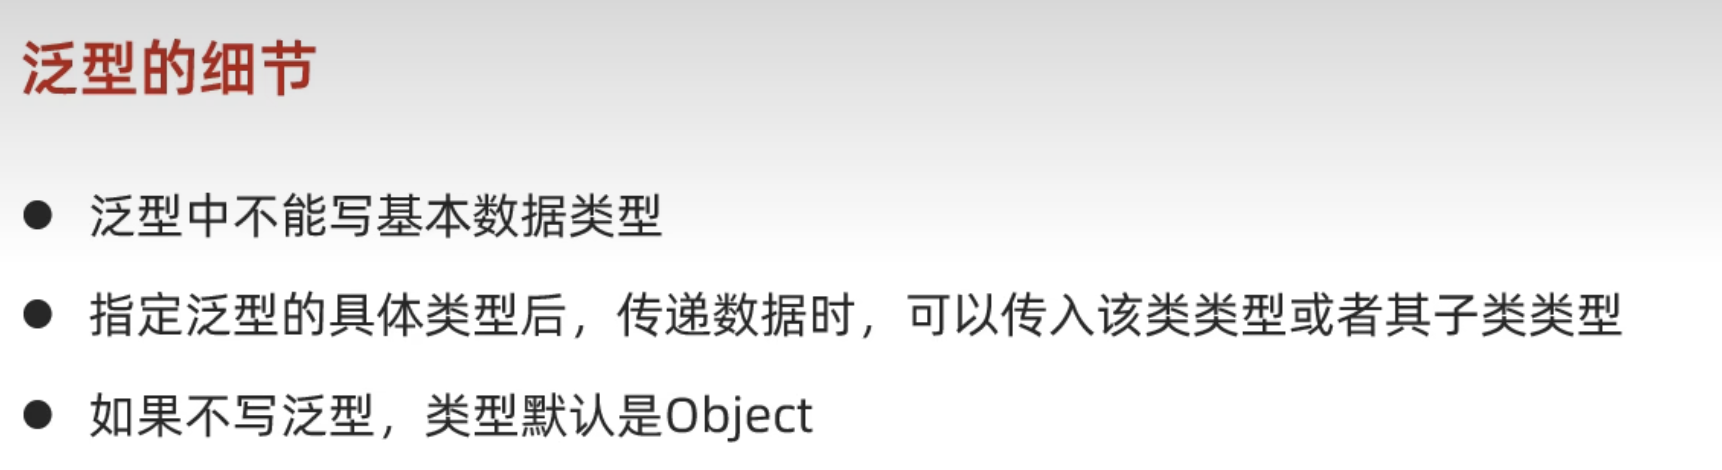 泛型的细节
● 泛型中不能写基本数据类型
● 指定泛型的具体类型后，传递数据时，可以传入该类类型或者其子类类型
● 如果不写泛型，类型默认是Object